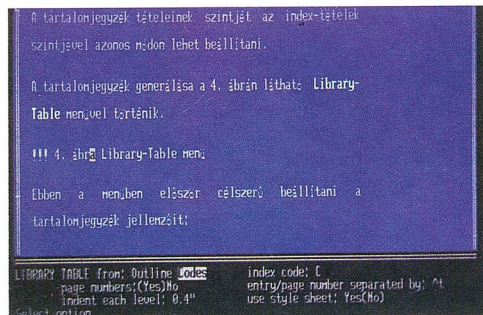 A tartalomjegyzék tételeinek szintjét az index-tételek
szintjével azonos módon lehet beállítani.
A tartalomjegyzék generálása a 4. ábrán látható Library-
Table menüvel történik.
!!! 4. ábra Library-Table menü
Ebben a menüben először célszerű beállítani a
tartalomjegyzék jellemzőit:
LIBRARY TABLE from: Outline Codes index code: C
page numbers:(Yes)No entry/page number separated by: ^t
indent each level: 0.4" use style sheet: Yes(No)
Select option